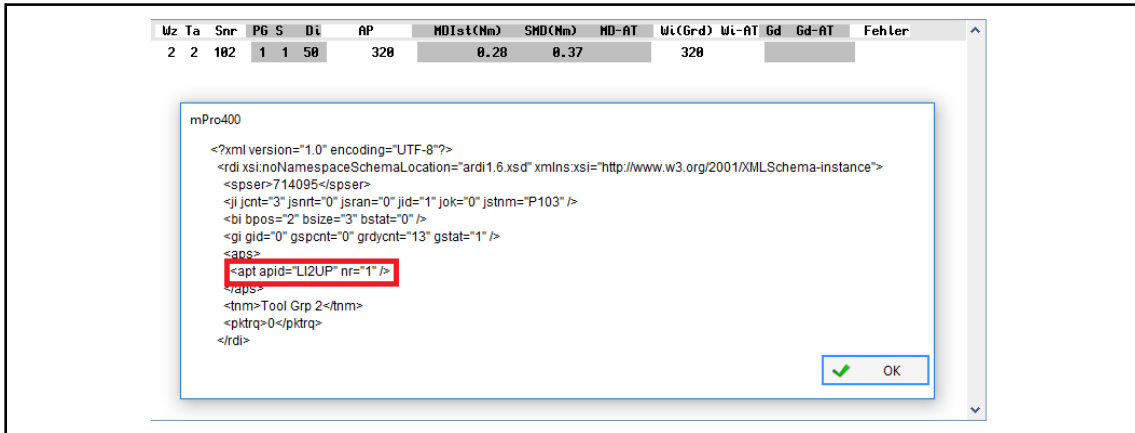 Wz Ta Snr PG S Di AP MDIst(Nm) SMD(Nm) MD-AT Wi(Grd) Wi-AT Gd Gd-AT Fehler
2 2 102 1 1 50 320 0.28 0.37 320
mPro400
<?xml version="1.0" encoding="UTF-8"?>
<rdi xsi:noNamespaceSchemaLocation="ardi1.6.xsd" xmlns:xsi="http://www.w3.org/2001/XMLSchema-instance">
<spser>714095</spser>
<ji jcnt="3" jsnrt="0" jsran="0" jid="1" jok="0" jstnm="P103" />
<bi bpos="2" bsize="3" bstat="0" />
<gi gid="0" gspcnt="0" grdycnt="13" gstat="1" />
<aps>
<apt apid="LI2UP" nr="1" />
</aps>
<tnm>Tool Grp 2</tnm>
<pktrq>0</pktrq>
</rdi>
OK